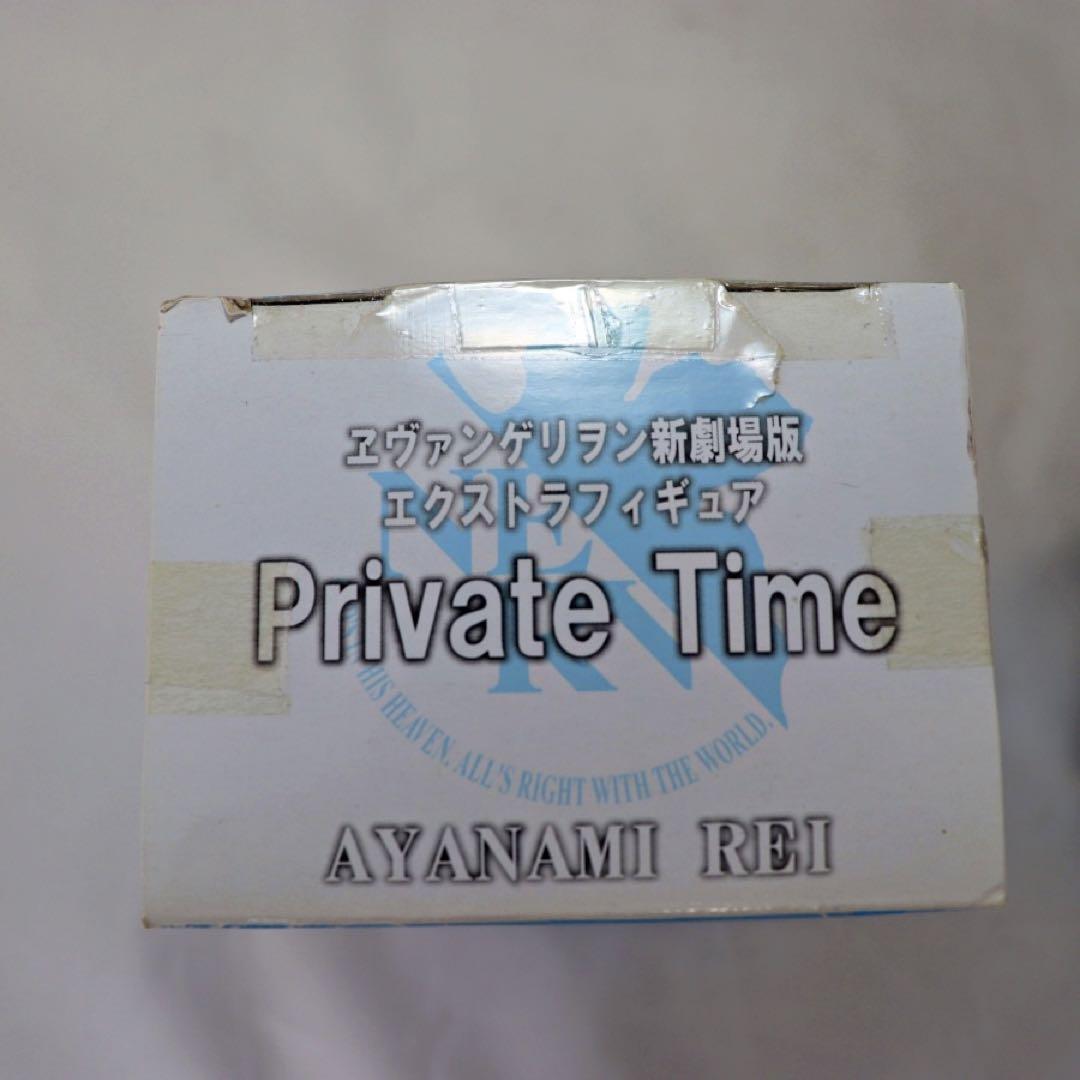 ヱヴァンゲリヲン新劇場版
エクストラフィギュア
NERV
Private Time
HIS HEAVEN. ALL'S RIGHT WITH THE WORLD.
AYANAMI REI